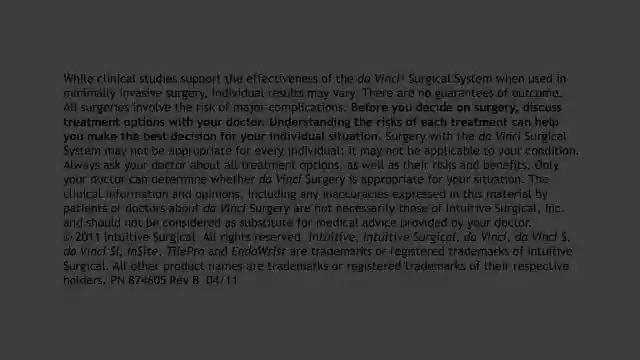 While clinical studies support the effectiveness of the da Vinci® Surgical System when used in
minimally invasive surgery, individual results may vary. There are no guarantees of outcome.
All surgeries involve the risk of major complications. Before you decide on surgery, discuss
treatment options with your doctor. Understanding the risks of each treatment can help
you make the best decision for your individual situation. Surgery with the da Vinci Surgical
System may not be appropriate for every individual; it may not be applicable to your condition.
Always ask your doctor about all treatment options, as well as their risks and benefits. Only
your doctor can determine whether da Vinci Surgery is appropriate for your situation. The
clinical information and opinions, including any inaccuracies expressed in this material by
patients or doctors about da Vinci Surgery are not necessarily those of Intuitive Surgical, Inc.
and should not be considered as substitute for medical advice provided by your doctor.
© 2011 Intuitive Surgical. All rights reserved. Intuitive, Intuitive Surgical, da Vinci, da Vinci S,
da Vinci Si, InSite, TilePro and EndoWrist are trademarks or registered trademarks of Intuitive
Surgical. All other product names are trademarks or registered trademarks of their respective
holders. PN 874605 Rev B 04/11